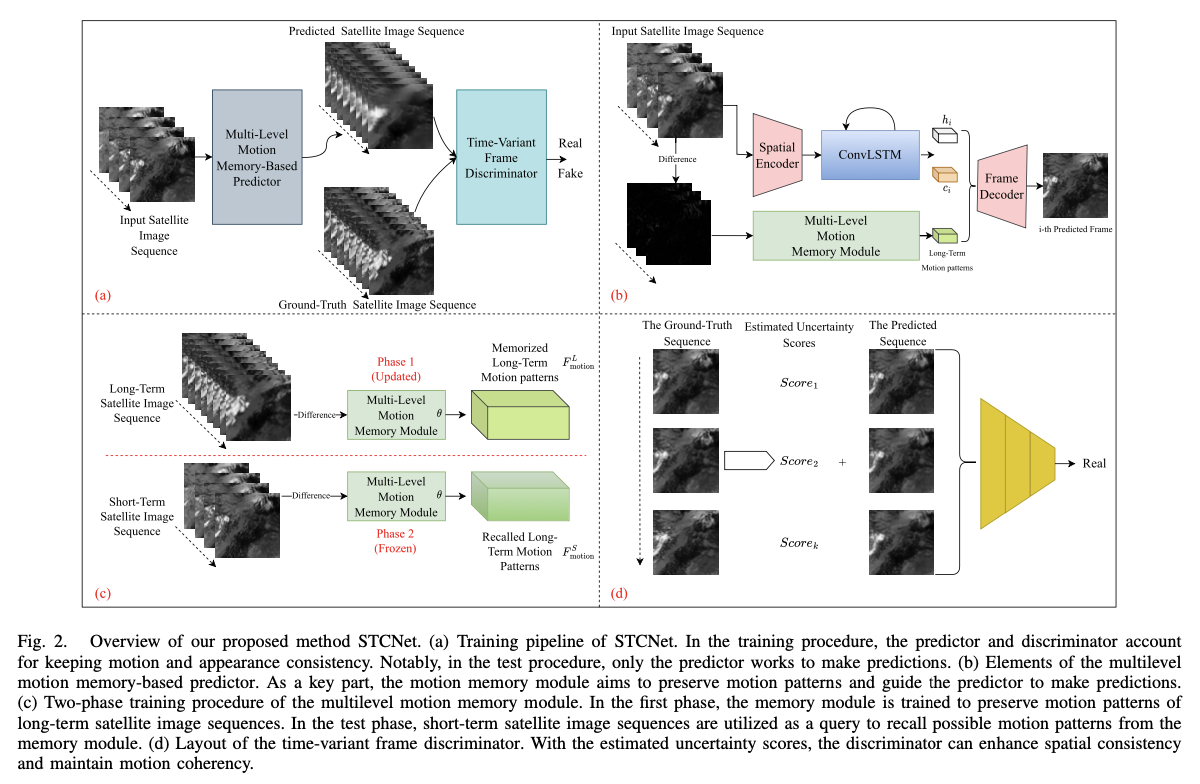 Predicted Satellite Image Sequence
Multi-Level
Motion
Memory-Based
Predictor
Time-Variant
Frame
Discriminator
Real
Fake
Input Satellite
Image
Sequence
Ground-Truth Satellite Image Sequence
(a)
Input Satellite Image Sequence
Difference
Spatial
Encoder
ConvLSTM
h_i
c_i
Frame
Decoder
i-th Predicted Frame
Multi-Level
Motion
Memory Module
Long-Term
Motion patterns
(b)
Long-Term
Satellite Image
Sequence
Difference
Phase 1
(Updated)
Multi-Level
Motion
Memory Module
θ
Memorized
Long-Term
Motion patterns
F^L_motion
Short-Term
Satellite Image
Sequence
Difference
Multi-Level
Motion
Memory Module
θ
Phase 2
(Frozen)
Recalled Long-
Term Motion
Patterns
F^S_motion
(c)
The Ground-Truth
Sequence
Estimated Uncertainty
Scores
The Predicted
Sequence
Score_1
Score_2
+
Score_k
Real
(d)
Fig. 2. Overview of our proposed method STCNet. (a) Training pipeline of STCNet. In the training procedure, the predictor and discriminator account
for keeping motion and appearance consistency. Notably, in the test procedure, only the predictor works to make predictions. (b) Elements of the multilevel
motion memory-based predictor. As a key part, the motion memory module aims to preserve motion patterns and guide the predictor to make predictions.
(c) Two-phase training procedure of the multilevel motion memory module. In the first phase, the memory module is trained to preserve motion patterns of
long-term satellite image sequences. In the test phase, short-term satellite image sequences are utilized as a query to recall possible motion patterns from the
memory module. (d) Layout of the time-variant frame discriminator. With the estimated uncertainty scores, the discriminator can enhance spatial consistency
and maintain motion coherency.